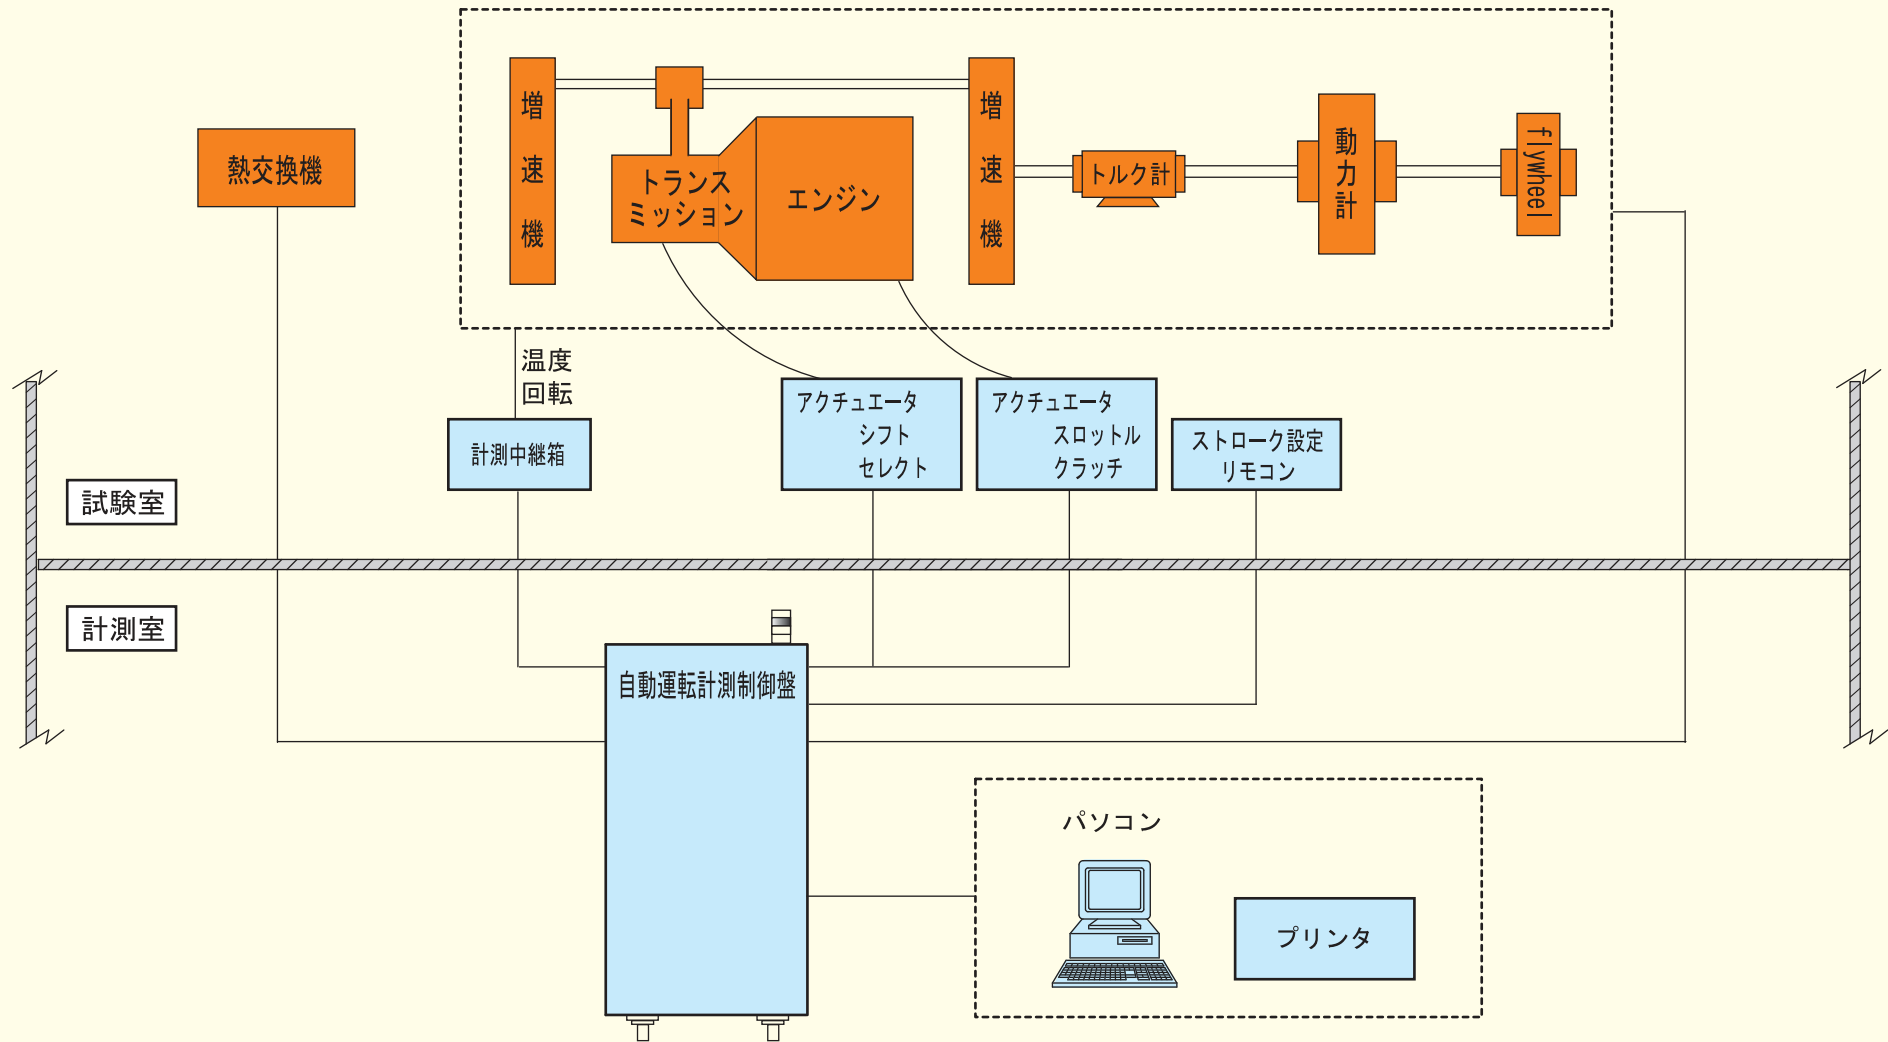 熱交換機
増速機
トランス
ミッション
エンジン
増速機
トルク計
動力計
flywheel
温度
回転
計測中継箱
アクチュエータ
シフト
セレクト
アクチュエータ
スロットル
クラッチ
ストローク設定
リモコン
試験室
計測室
自動運転計測制御盤
パソコン
プリンタ